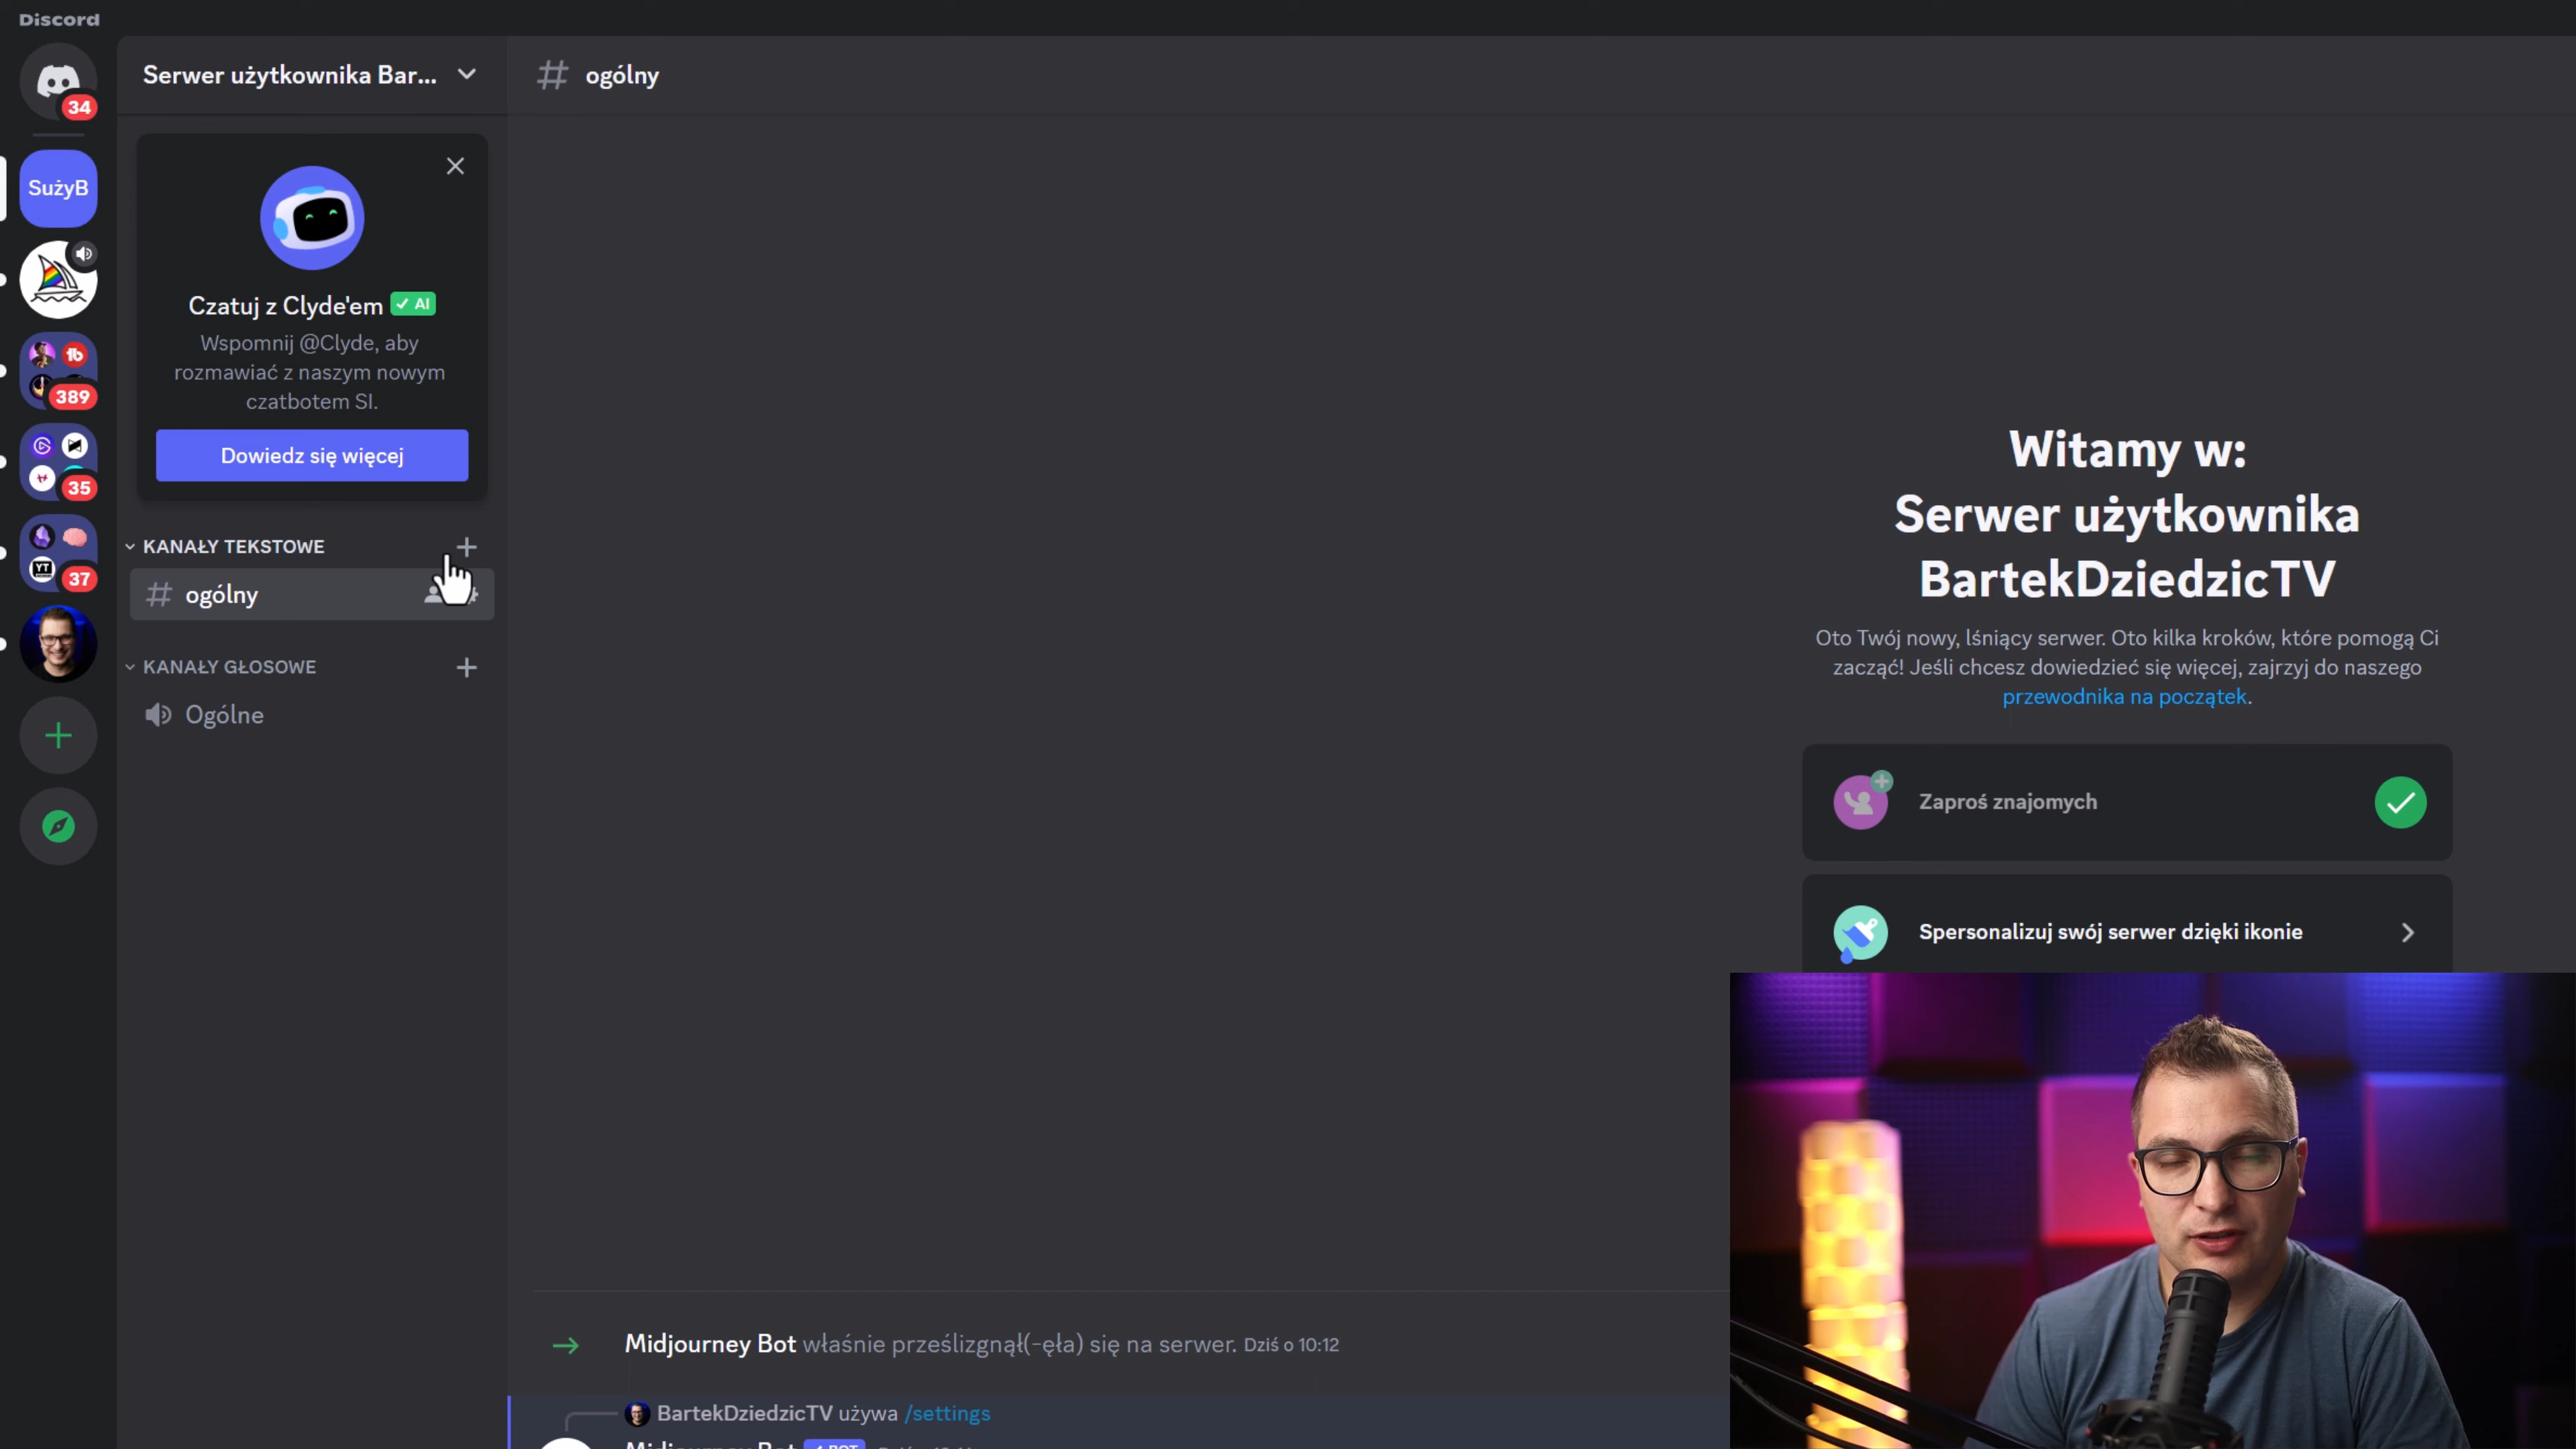 Discord
34
SużyB
389
35
YT
37
Serwer użytkownika Bar...
Czatuj z Clyde'em AI
Wspomnij @Clyde, aby
rozmawiać z naszym nowym
czatbotem SI.
Dowiedz się więcej
KANAŁY TEKSTOWE
ogólny
KANAŁY GŁOSOWE
Ogólne
ogólny
Witamy w:
Serwer użytkownika
BartekDziedzicTV
Oto Twój nowy, lśniący serwer. Oto kilka kroków, które pomogą Ci
zacząć! Jeśli chcesz dowiedzieć się więcej, zajrzyj do naszego
przewodnika na początek.
Zaproś znajomych
Spersonalizuj swój serwer dzięki ikonie
Midjourney Bot właśnie prześlizgnął(-ęła) się na serwer. Dziś o 10:12
BartekDziedzicTV używa /settings
Midjourney Bot BOT